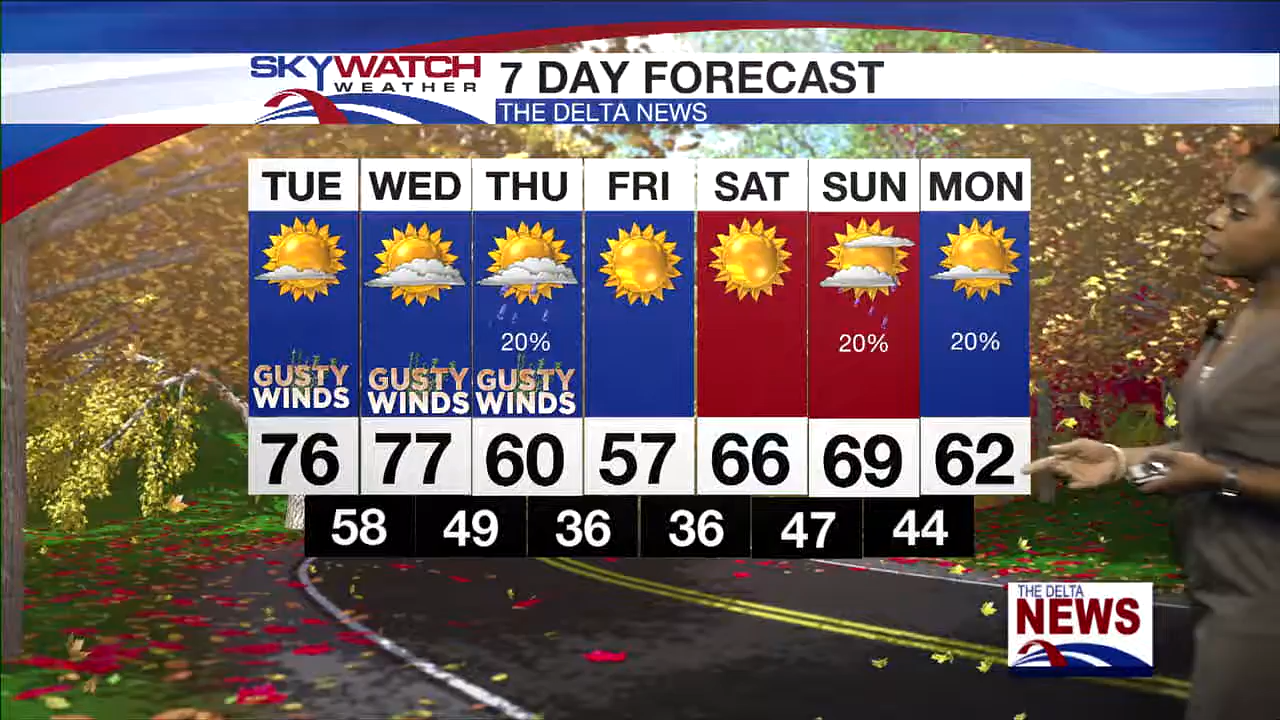 SKYWATCH
WEATHER
7 DAY FORECAST
THE DELTA NEWS
TUE WED THU FRI SAT SUN MON
20% 20% 20%
GUSTY WINDS GUSTY WINDS GUSTY WINDS
76 77 60 57 66 69 62
58 49 36 36 47 44
THE DELTA
NEWS